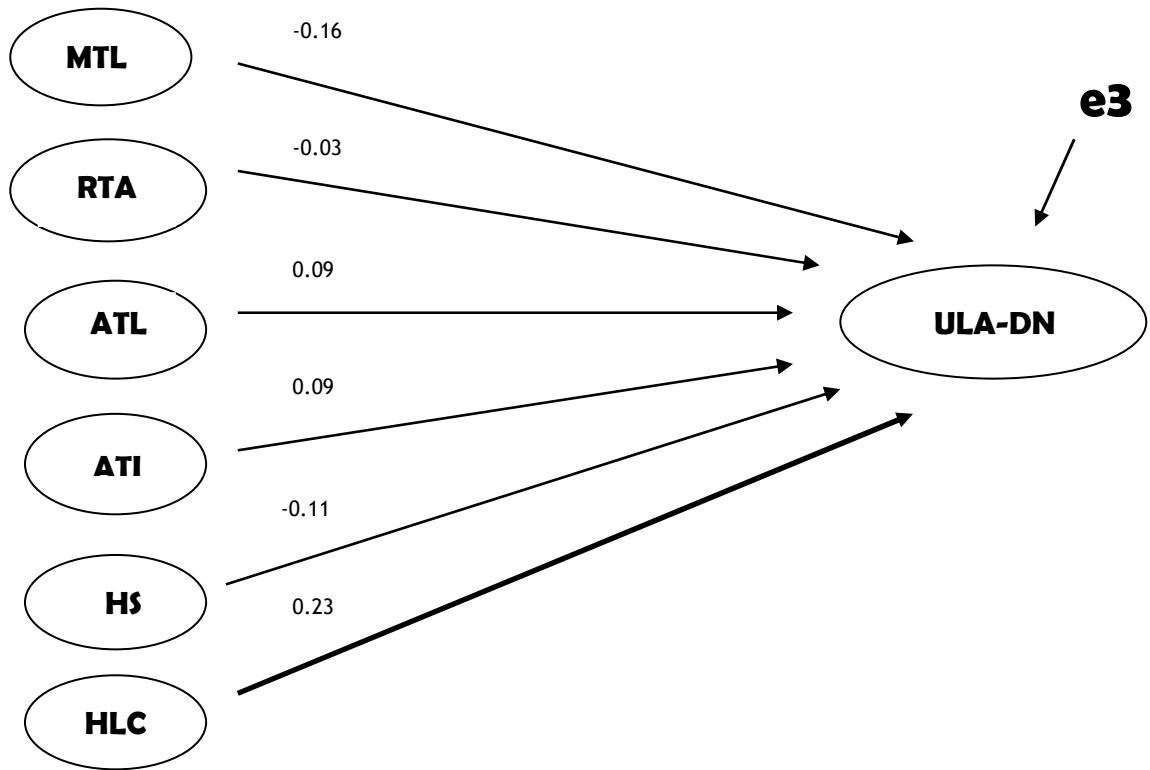 -0.16
MTL
e3
-0.03
RTA
0.09
ATL
ULA-DN
0.09
ATI
-0.11
HS
0.23
HLC